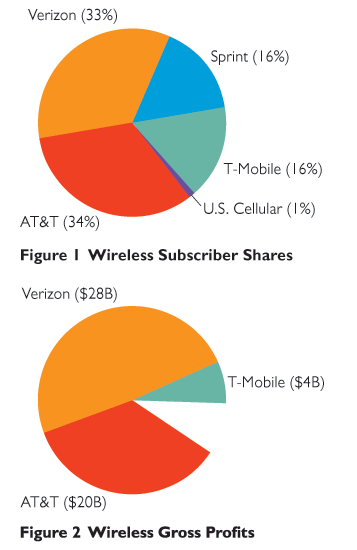 Verizon (33%)
Sprint (16%)
T-Mobile (16%)
U.S. Cellular (1%)
AT&T (34%)
Figure 1 Wireless Subscriber Shares
Verizon ($28B)
T-Mobile ($4B)
AT&T ($20B)
Figure 2 Wireless Gross Profits